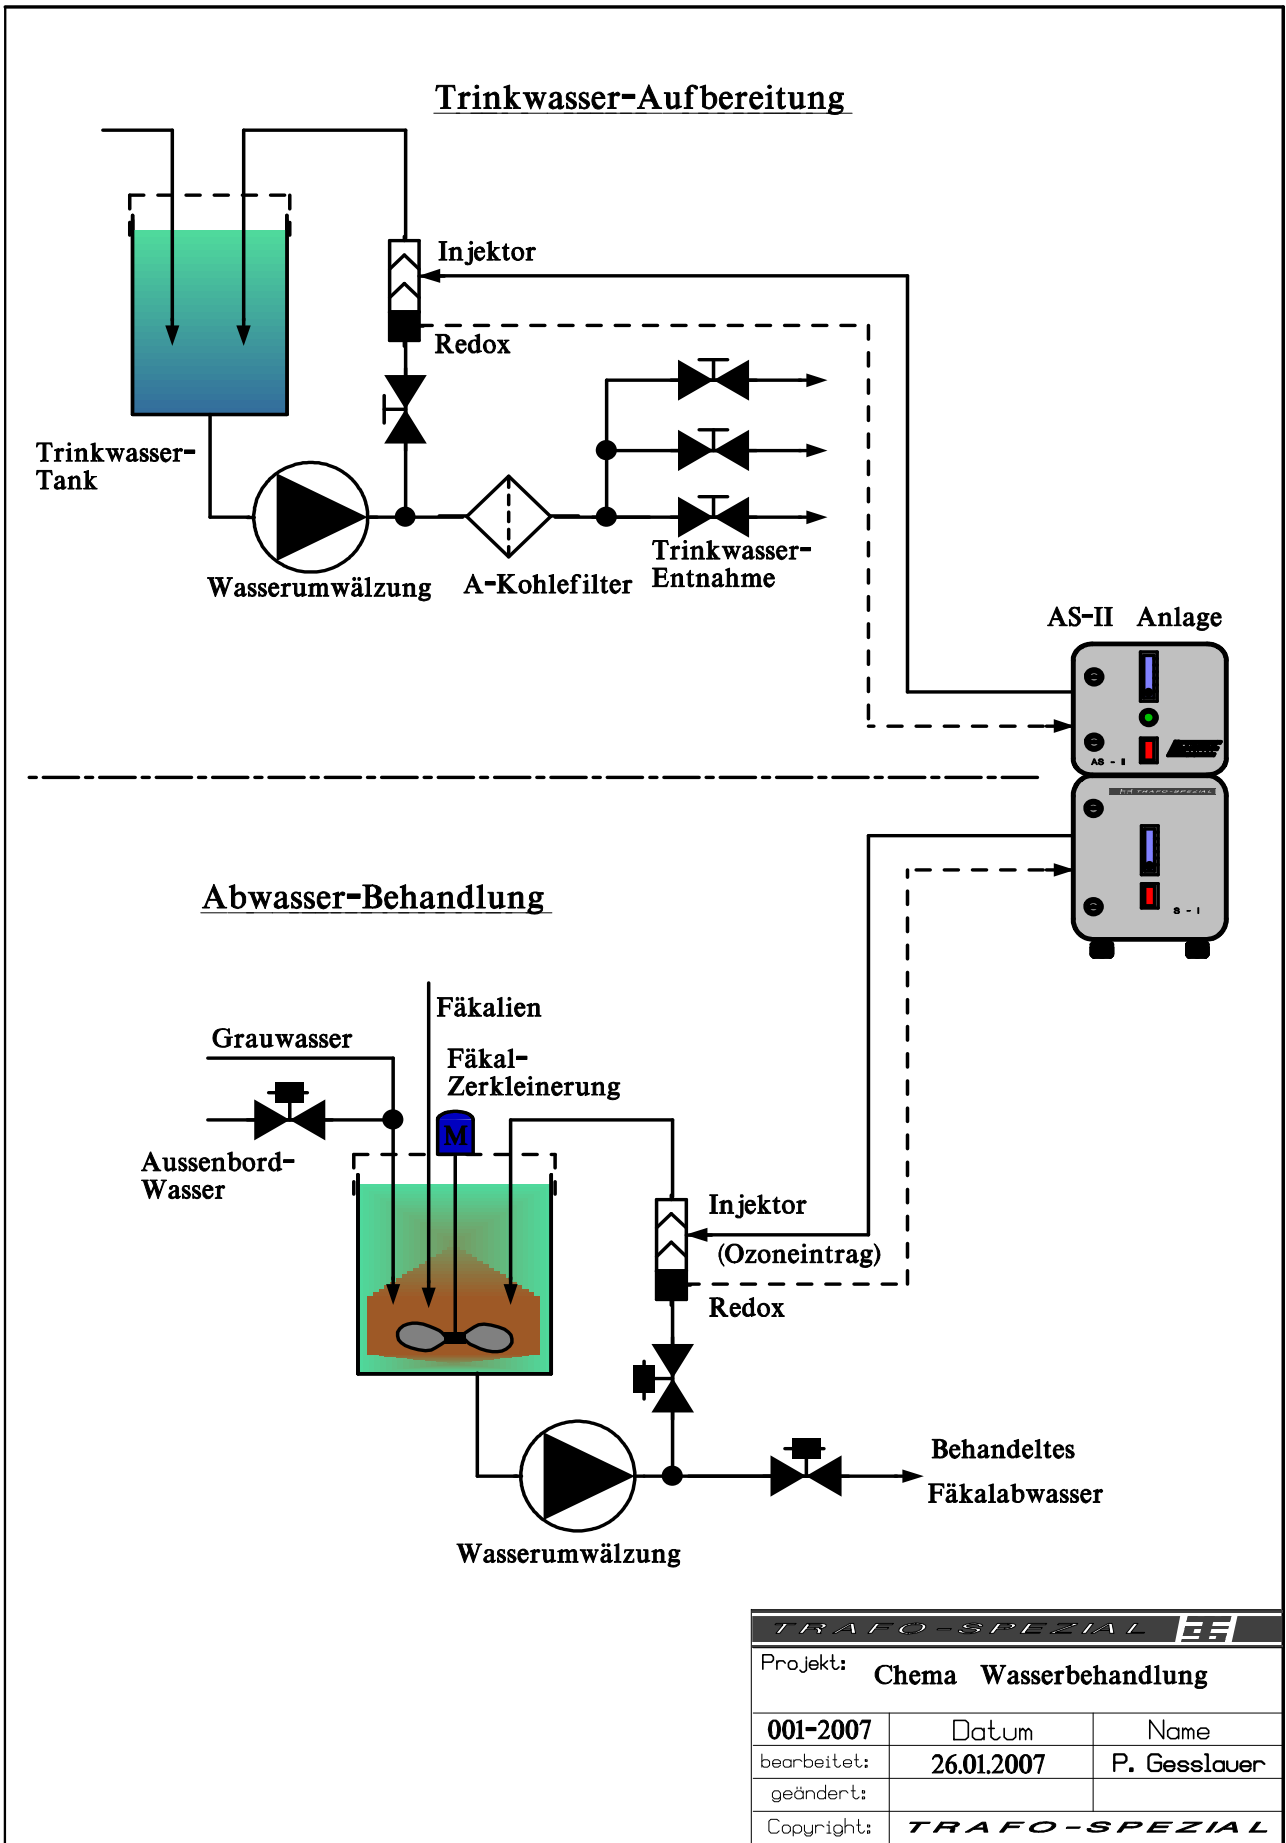 Trinkwasser-Aufbereitung
Injektor
Redox
Trinkwasser-
Tank
Wasserumwälzung
A-Kohlefilter
Trinkwasser-
Entnahme
AS-II Anlage
AS - II
TRAFO-SPEZIAL
S - I
Abwasser-Behandlung
Fäkalien
Grauwasser
Fäkal-
Zerkleinerung
M
Aussenbord-
Wasser
Injektor
(Ozoneintrag)
Redox
Behandeltes
Fäkalabwasser
Wasserumwälzung
TRAFO-SPEZIAL
Projekt: Chema Wasserbehandlung
001-2007 Datum Name
bearbeitet: 26.01.2007 P. Gesslauer
geändert:
Copyright: TRAFO-SPEZIAL